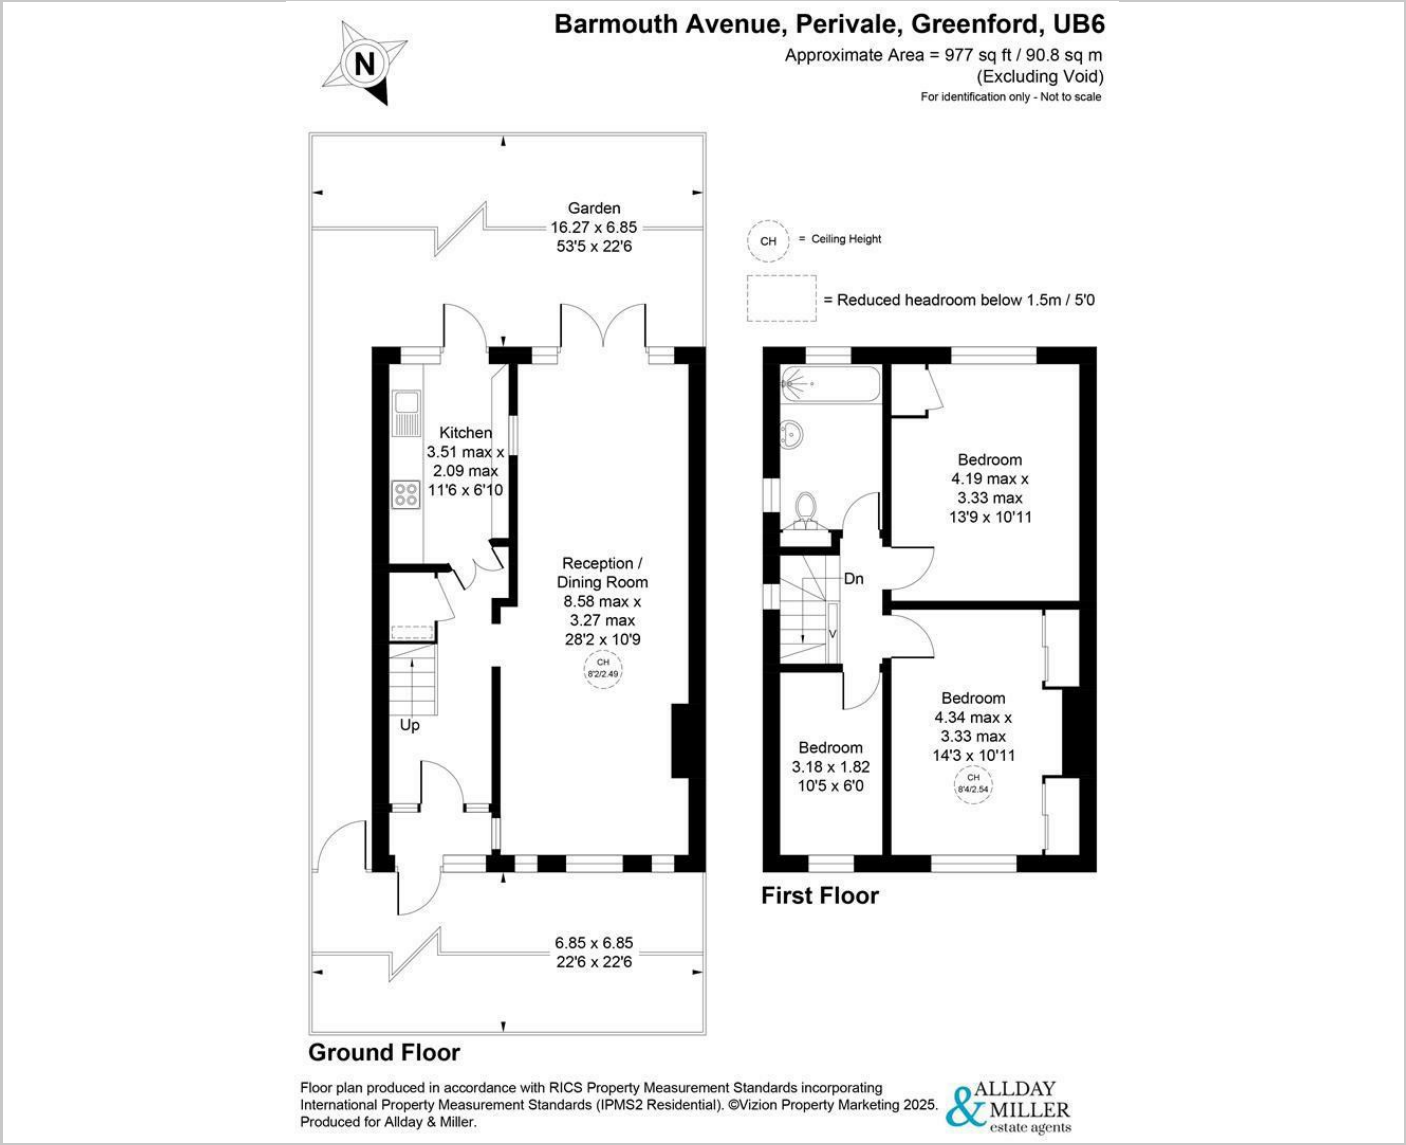 Barmouth Avenue, Perivale, Greenford, UB6
Approximate Area = 977 sq ft / 90.8 sq m
(Excluding Void)
For identification only - Not to scale
N
Garden
16.27 x 6.85
53'5 x 22'6
CH
= Ceiling Height
= Reduced headroom below 1.5m / 5'0
Kitchen
3.51 max x
2.09 max
11'6 x 6'10
Reception /
Dining Room
8.58 max x
3.27 max
28'2 x 10'9
CH
8'2/2.49
Up
6.85 x 6.85
22'6 x 22'6
Ground Floor
Bedroom
4.19 max x
3.33 max
13'9 x 10'11
Dn
V
Bedroom
4.34 max x
3.33 max
14'3 x 10'11
CH
8'4/2.54
Bedroom
3.18 x 1.82
10'5 x 6'0
First Floor
Floor plan produced in accordance with RICS Property Measurement Standards incorporating
International Property Measurement Standards (IPMS2 Residential). ©Vizion Property Marketing 2025.
Produced for Allday & Miller.
ALLDAY
& MILLER
estate agents